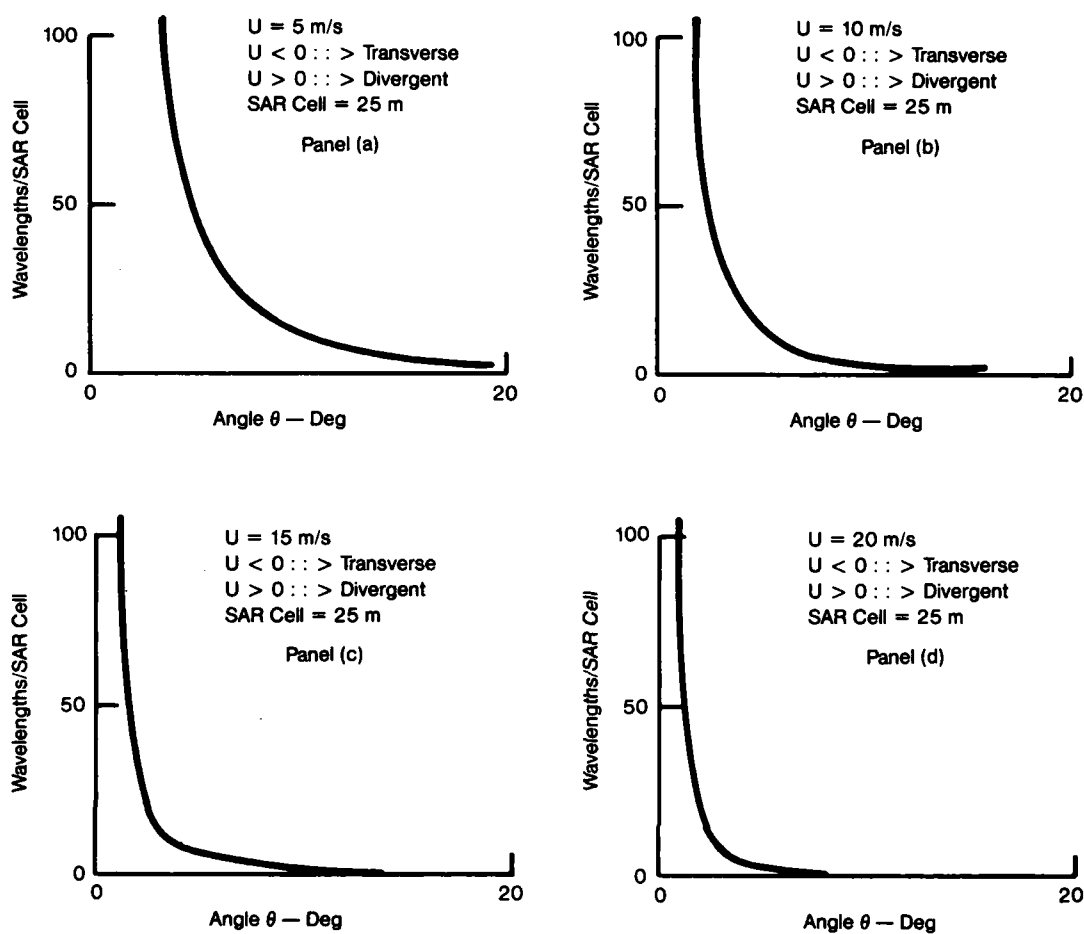 100
50
0
Wavelengths/SAR Cell
U = 5 m/s
U < 0 : : > Transverse
U > 0 : : > Divergent
SAR Cell = 25 m
Panel (a)
0
20
Angle θ — Deg
100
50
0
Wavelengths/SAR Cell
U = 10 m/s
U < 0 : : > Transverse
U > 0 : : > Divergent
SAR Cell = 25 m
Panel (b)
0
20
Angle θ — Deg
100
50
0
Wavelengths/SAR Cell
U = 15 m/s
U < 0 : : > Transverse
U > 0 : : > Divergent
SAR Cell = 25 m
Panel (c)
0
20
Angle θ — Deg
100
50
0
Wavelengths/SAR Cell
U = 20 m/s
U < 0 : : > Transverse
U > 0 : : > Divergent
SAR Cell = 25 m
Panel (d)
0
20
Angle θ — Deg